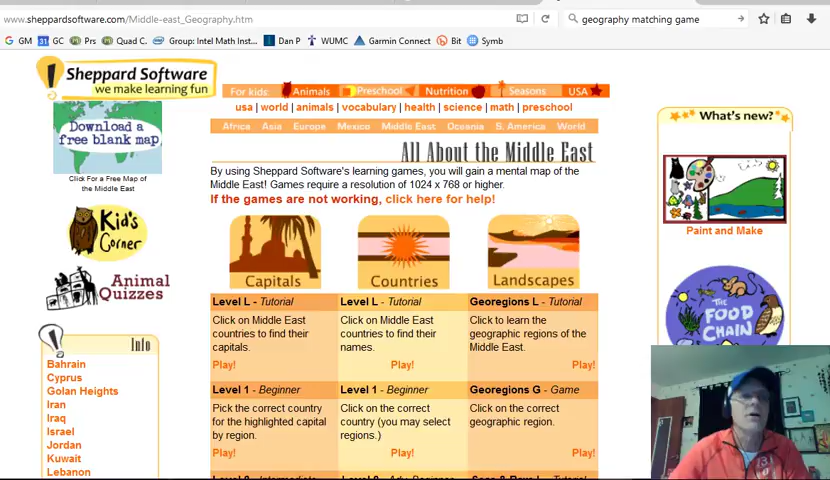 www.sheppardsoftware.com/Middle-east_Geography.htm
geography matching game
GM
GC
Prs
Quad C.
Group: Intel Math Inst...
Dan P
WUMC
Garmin Connect
Bit
Symb
Sheppard Software
we make learning fun
For kids: Animals Preschool Nutrition Seasons USA
usa | world | animals | vocabulary | health | science | math | preschool
Africa Asia Europe Mexico Middle East Oceania S. America World
All About the Middle East
By using Sheppard Software's learning games, you will gain a mental map of the
Middle East! Games require a resolution of 1024 x 768 or higher.
If the games are not working, click here for help!
Download a
free blank map
Click For a Free Map of
the Middle East
Kid's
Corner
Animal
Quizzes
Info
Bahrain
Cyprus
Golan Heights
Iran
Iraq
Israel
Jordan
Kuwait
Lebanon
Capitals
Level L - Tutorial
Click on Middle East
countries to find their
capitals.
Play!
Level 1 - Beginner
Pick the correct country
for the highlighted capital
by region.
Play!
Countries
Level L - Tutorial
Click on Middle East
countries to find their
names.
Play!
Level 1 - Beginner
Click on the correct
country (you may select
regions.)
Play!
Landscapes
Georegions L - Tutorial
Click to learn the
geographic regions of the
Middle East.
Play!
Georegions G - Game
Click on the correct
geographic region.
Play!
What's new?
Paint and Make
THE
FOOD
CHAIN